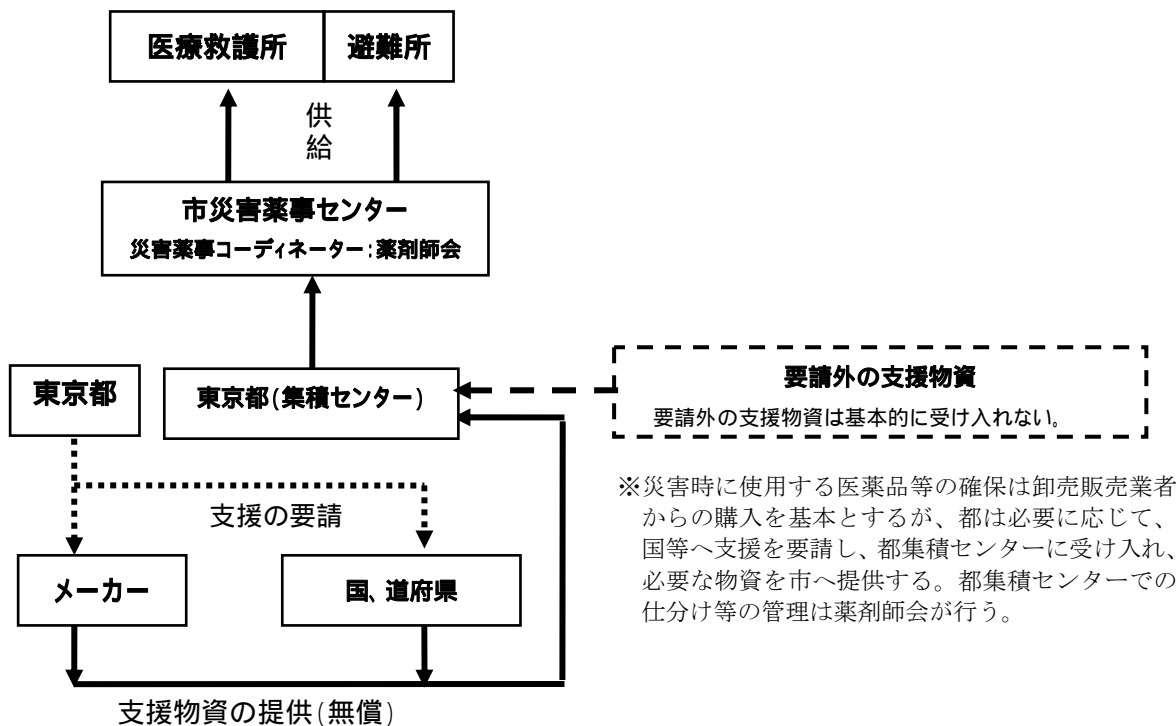 医療救護所
避難所
供
給
市災害薬事センター
災害薬事コーディネーター:薬剤師会
東京都
東京都(集積センター)
要請外の支援物資
要請外の支援物資は基本的に受け入れない。
支援の要請
メーカー
国、道府県
支援物資の提供(無償)
※災害時に使用する医薬品等の確保は卸売販売業者
からの購入を基本とするが、都は必要に応じて、
国等へ支援を要請し、都集積センターに受け入れ、
必要な物資を市へ提供する。都集積センターでの
仕分け等の管理は薬剤師会が行う。